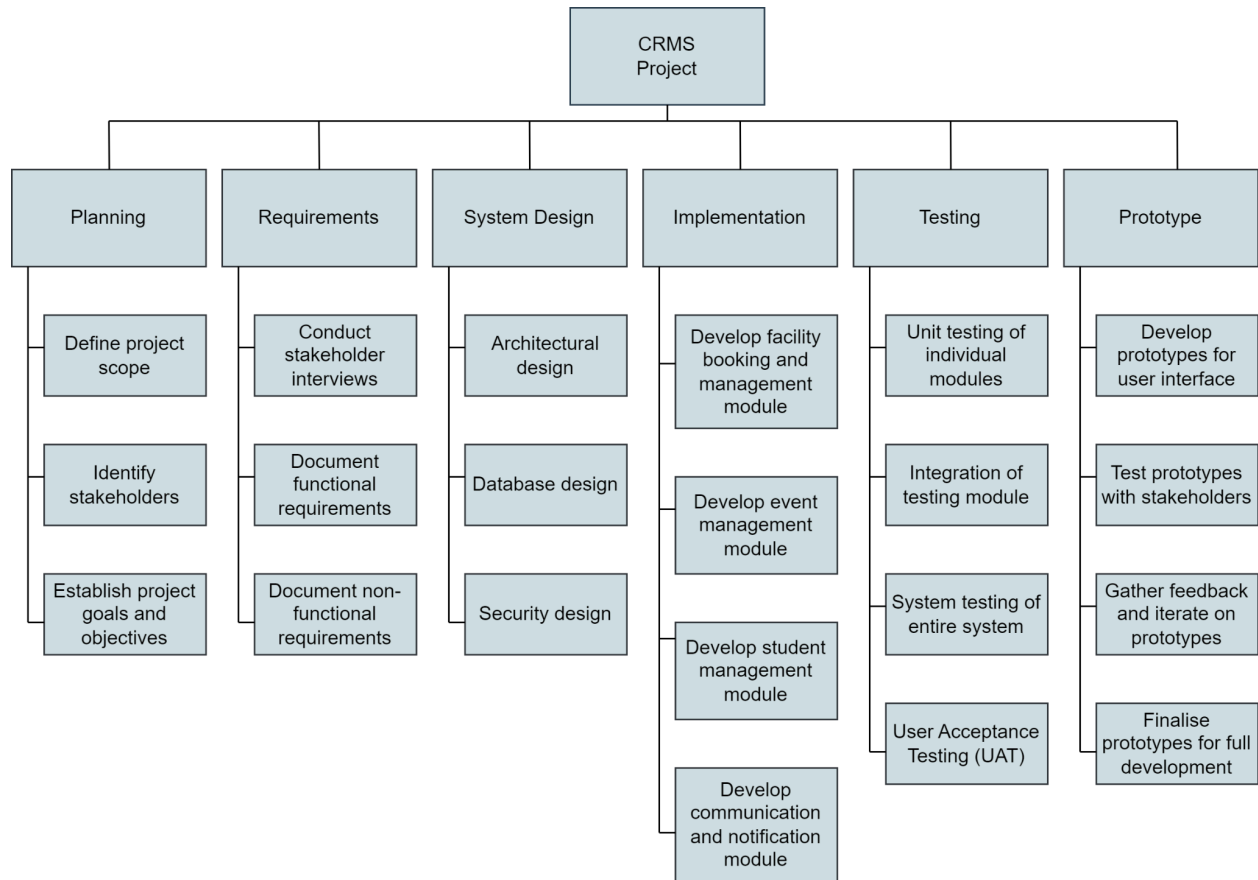 CRMS
Project
Planning
Requirements
System Design
Implementation
Testing
Prototype
Define project
scope
Identify
stakeholders
Establish project
goals and
objectives
Conduct
stakeholder
interviews
Document
functional
requirements
Document non-
functional
requirements
Architectural
design
Database design
Security design
Develop facility
booking and
management
module
Develop event
management
module
Develop student
management
module
Develop
communication
and notification
module
Unit testing of
individual
modules
Integration of
testing module
System testing of
entire system
User Acceptance
Testing (UAT)
Develop
prototypes for
user interface
Test prototypes
with stakeholders
Gather feedback
and iterate on
prototypes
Finalise
prototypes for full
development